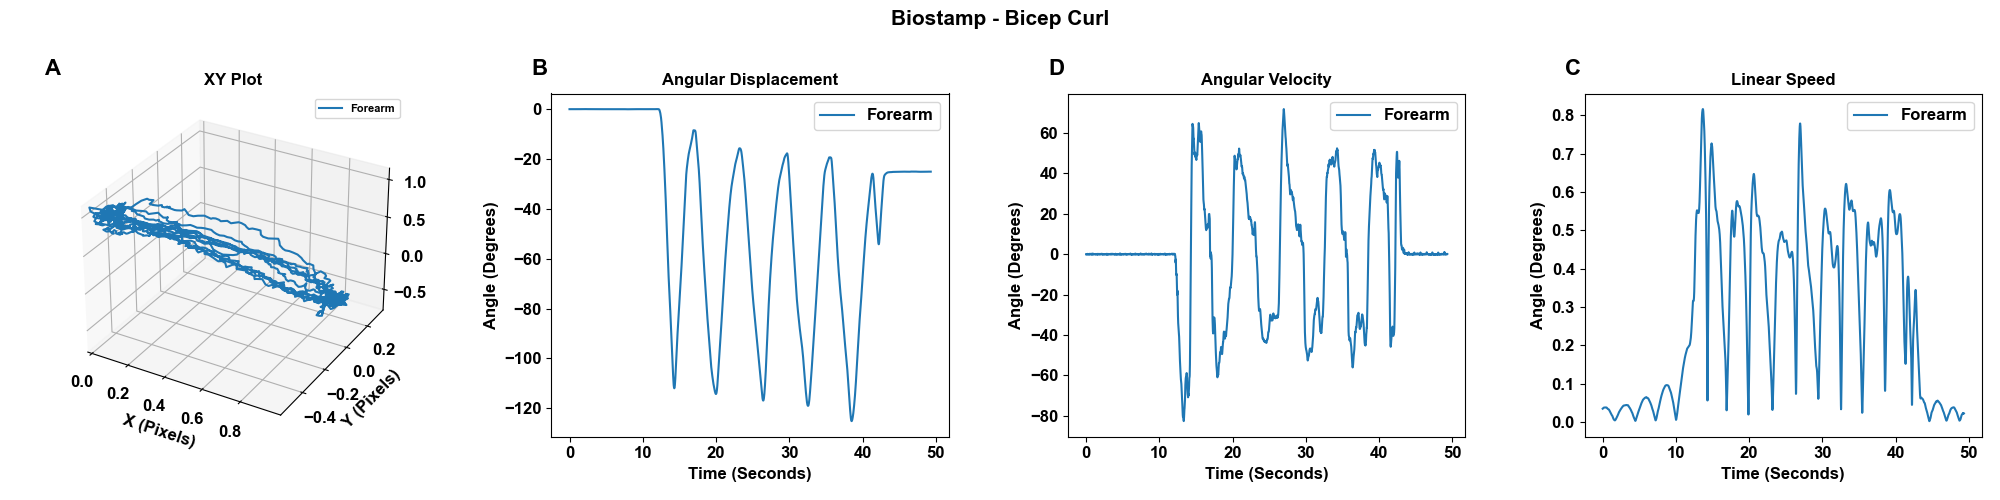 Biostamp - Bicep Curl
A
XY Plot
Forearm
1.0
0.5
0.0
−0.5
0.2
0.0
−0.2
−0.4
Y (Pixels)
0.0
0.2
0.4
0.6
0.8
X (Pixels)
B
Angular Displacement
Forearm
0
−20
−40
−60
−80
−100
−120
Angle (Degrees)
0 10 20 30 40 50
Time (Seconds)
D
Angular Velocity
Forearm
60
40
20
0
−20
−40
−60
−80
Angle (Degrees)
0 10 20 30 40 50
Time (Seconds)
C
Linear Speed
Forearm
0.8
0.7
0.6
0.5
0.4
0.3
0.2
0.1
0.0
Angle (Degrees)
0 10 20 30 40 50
Time (Seconds)